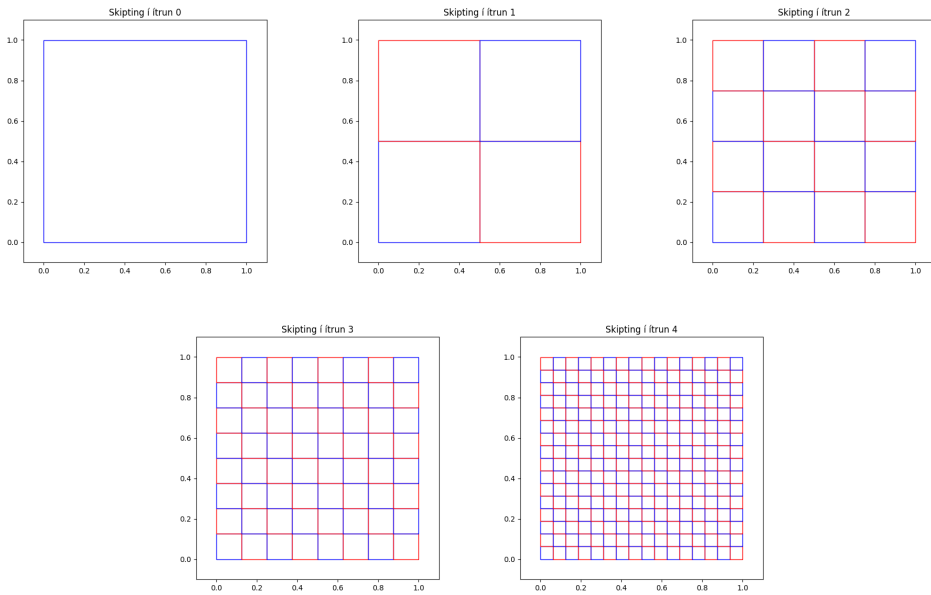 Skipting í ítrun 0
Skipting í ítrun 1
Skipting í ítrun 2
1.0 1.0 1.0
0.8 0.8 0.8
0.6 0.6 0.6
0.4 0.4 0.4
0.2 0.2 0.2
0.0 0.0 0.0
0.0 0.2 0.4 0.6 0.8 1.0
0.0 0.2 0.4 0.6 0.8 1.0
0.0 0.2 0.4 0.6 0.8 1.0
Skipting í ítrun 3
Skipting í ítrun 4
1.0 1.0
0.8 0.8
0.6 0.6
0.4 0.4
0.2 0.2
0.0 0.0
0.0 0.2 0.4 0.6 0.8 1.0
0.0 0.2 0.4 0.6 0.8 1.0